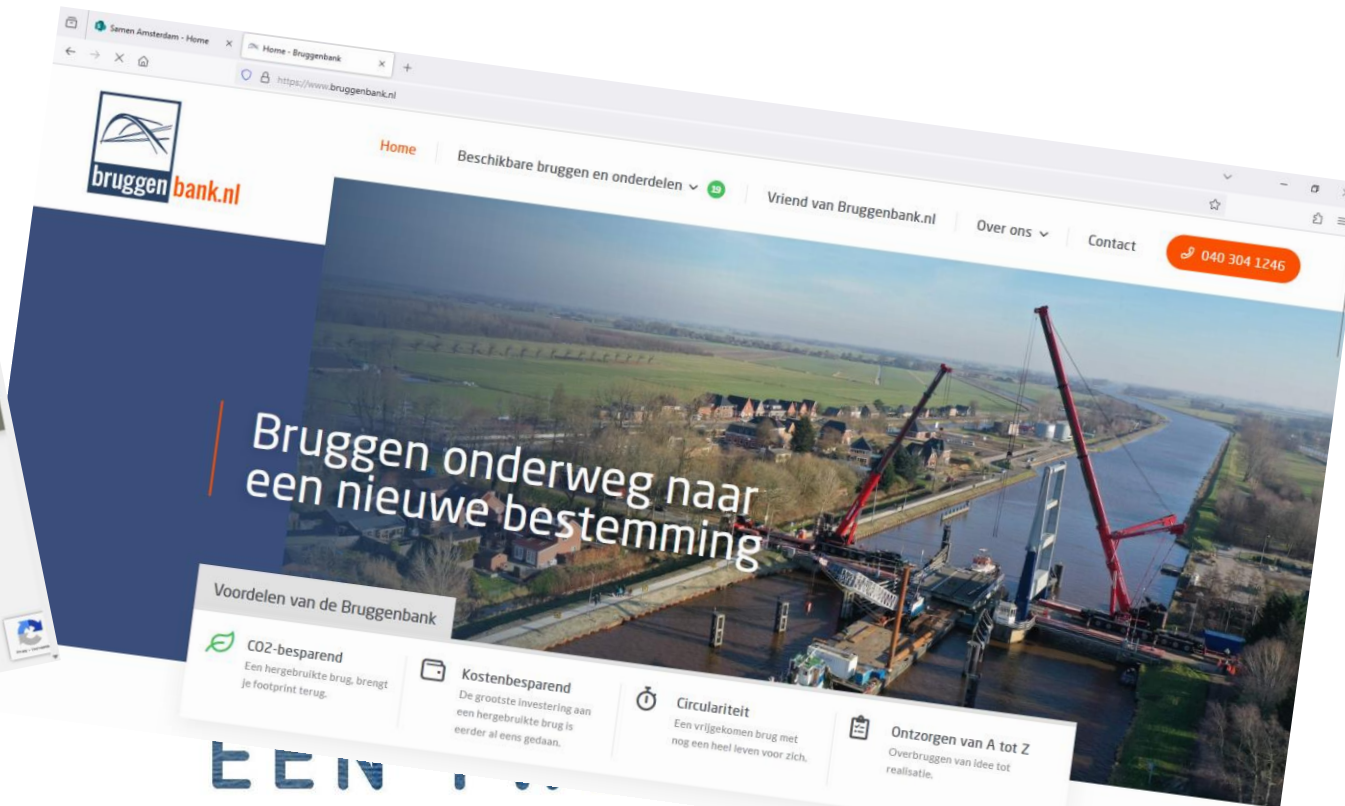 Samen Amsterdam - Home
Home - Bruggenbank
https://www.bruggenbank.nl
bruggenbank.nl
Home
Beschikbare bruggen en onderdelen
19
Vriend van Bruggenbank.nl
Over ons
Contact
040 304 1246
Bruggen onderweg naar
een nieuwe bestemming
Voordelen van de Bruggenbank
CO2-besparend
Een hergebruikte brug, brengt
je footprint terug.
Kostenbesparend
De grootste investering aan
een hergebruikte brug is
eerder al eens gedaan.
Circulariteit
Een vrijgekomen brug met
nog een heel leven voor zich.
Ontzorgen van A tot Z
Overbruggen van idee tot
realisatie.
EEN